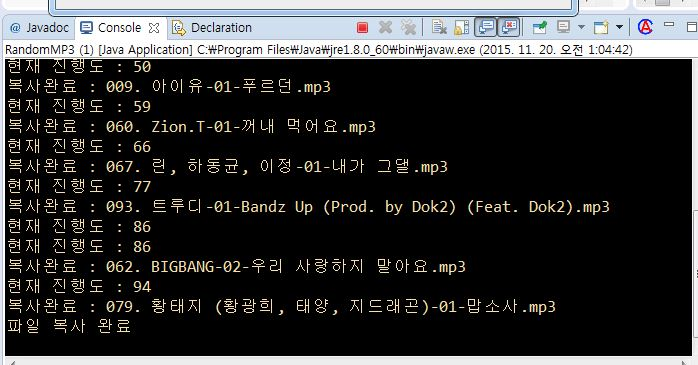 @ Javadoc Console Declaration
RandomMP3 (1) [Java Application] C:₩Program Files₩Java₩jre1.8.0_60₩bin₩javaw.exe (2015. 11. 20. 오전 1:04:42)
현재 진행도 : 50
복사완료 : 009. 아이유-01-푸르던.mp3
현재 진행도 : 59
복사완료 : 060. Zion.T-01-꺼내 먹어요.mp3
현재 진행도 : 66
복사완료 : 067. 린, 하동균, 이정-01-내가 그댈.mp3
현재 진행도 : 77
복사완료 : 093. 트루디-01-Bandz Up (Prod. by Dok2) (Feat. Dok2).mp3
현재 진행도 : 86
현재 진행도 : 86
복사완료 : 062. BIGBANG-02-우리 사랑하지 말아요.mp3
현재 진행도 : 94
복사완료 : 079. 황태지 (황광희, 태양, 지드래곤)-01-맙소사.mp3
파일 복사 완료